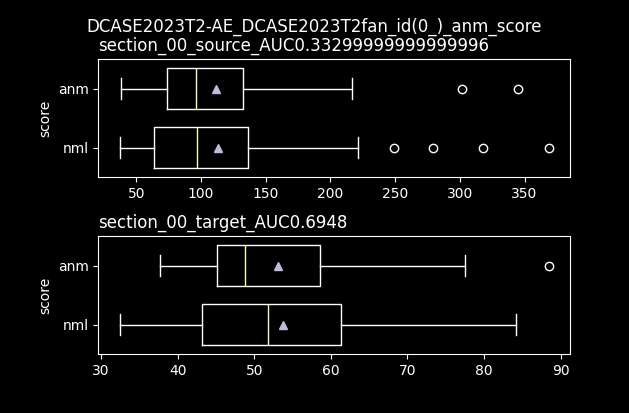 DCASE2023T2-AE_DCASE2023T2fan_id(0_)_anm_score
section_00_source_AUC0.33299999999999996
anm
nml
score
50 100 150 200 250 300 350
section_00_target_AUC0.6948
anm
nml
score
30 40 50 60 70 80 90